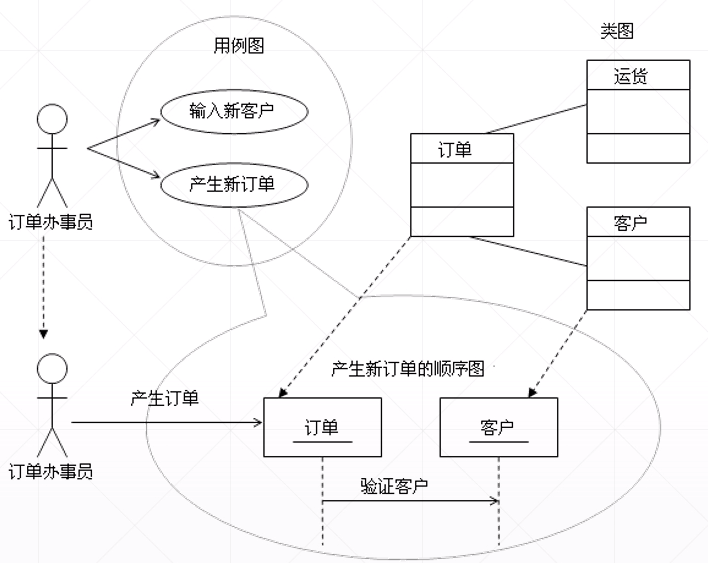 用例图
类图
运货
输入新客户
订单
产生新订单
订单办事员
客户
产生新订单的顺序图
产生订单
订单
客户
订单办事员
验证客户